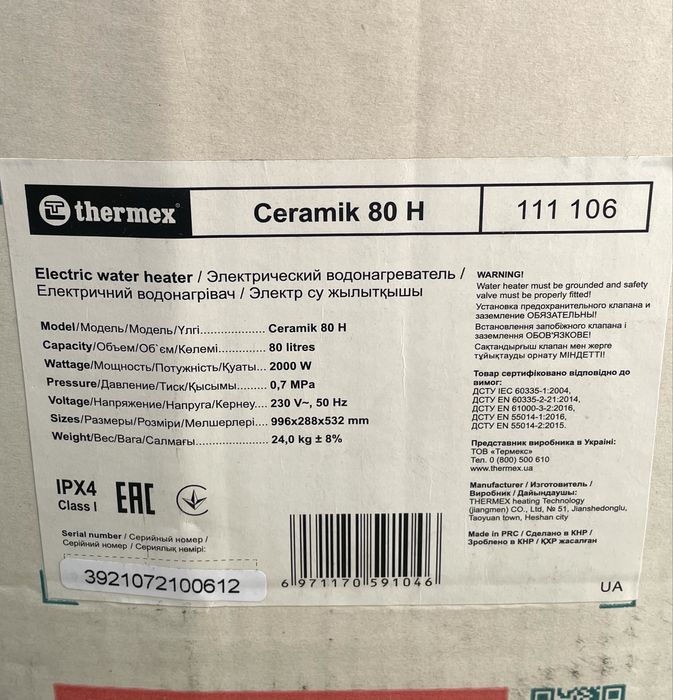 thermex
Ceramik 80 H
111 106
Electric water heater / Электрический водонагреватель /
Електричний водонагрівач / Электр су жылытқышы
Model/Модель/Модель/Үлгі.................. Ceramik 80 H
Capacity/Объем/Об`єм/Көлемі.............. 80 litres
Wattage/Мощность/Потужність/Қуаты... 2000 W
Pressure/Давление/Тиск/Қысымы......... 0,7 MPa
Voltage/Напряжение/Напруга/Кернеу.... 230 V~, 50 Hz
Sizes/Размеры/Розміри/Мөлшерлері.... 996x288x532 mm
Weight/Вес/Вага/Салмағы..................... 24,0 kg ± 8%
IPX4
Class I
EAC
Serial number / Серийный номер /
Серійний номер / Сериялық немірі:
3921072100612
6 971170 591046
WARNING!
Water heater must be grounded and safety
valve must be properly fitted!
Установка предохранительного клапана и
заземление ОБЯЗАТЕЛЬНЫ!
Встановлення запобіжного клапана і
заземлення ОБОВ'ЯЗКОВЕ!
Сақтандырғыш клапан мен жерге
тұйықтауды орнату МІНДЕТТІ!
Товар сертифіковано відповідно до
вимог:
ДСТУ IEC 60335-1:2004,
ДСТУ EN 60335-2-21:2014,
ДСТУ EN 61000-3-2:2016,
ДСТУ EN 55014-1:2016,
ДСТУ EN 55014-2:2015.
Представник виробника в Україні:
ТОВ «Термекс»
Тел. 0 (800) 500 610
www.thermex.ua
Manufacturer / Изготовитель /
Виробник / Дайындаушы:
THERMEX heating Technology
(jiangmen) CO., Ltd, № 51, Jianshedonglu,
Taoyuan town, Heshan city
Made in PRC / Сделано в КНР /
Зроблено в КНР / ҚХР жасалған
UA